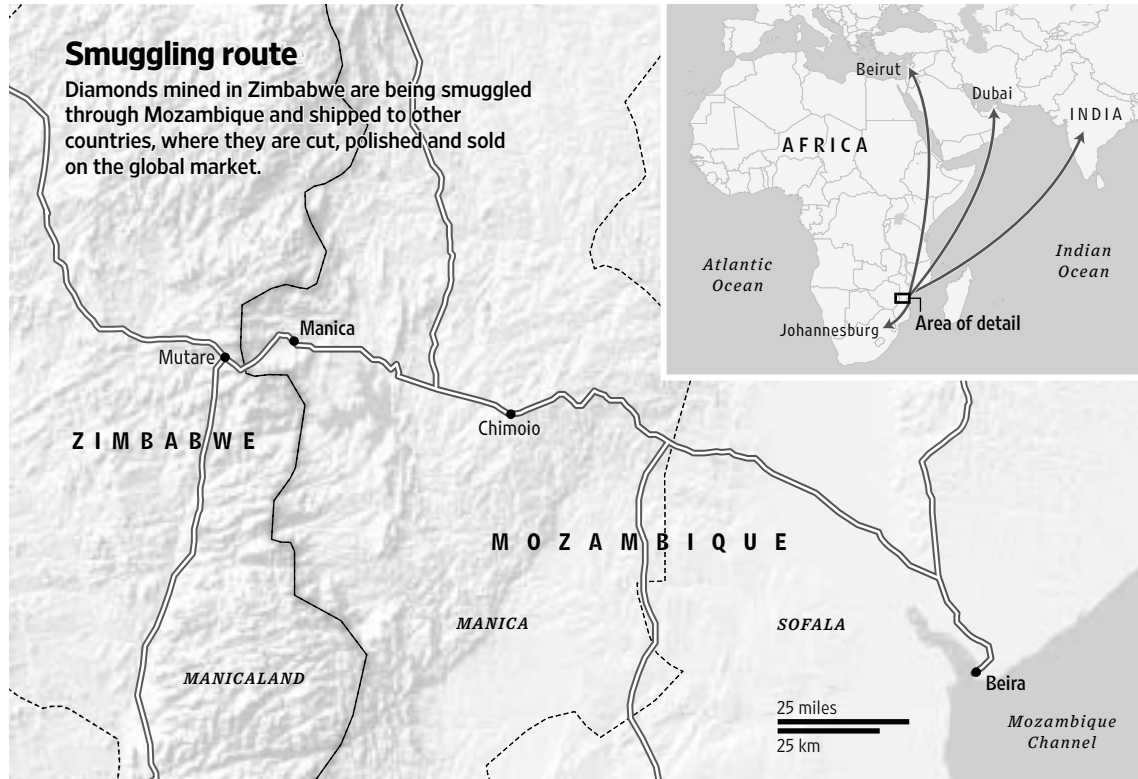 Smuggling route
Diamonds mined in Zimbabwe are being smuggled
through Mozambique and shipped to other
countries, where they are cut, polished and sold
on the global market.
Beirut
Dubai
INDIA
AFRICA
Atlantic
Ocean
Indian
Ocean
Johannesburg
Area of detail
Manica
Mutare
Chimoio
ZIMBABWE
MOZAMBIQUE
MANICA
SOFALA
MANICALAND
Beira
25 miles
25 km
Mozambique
Channel